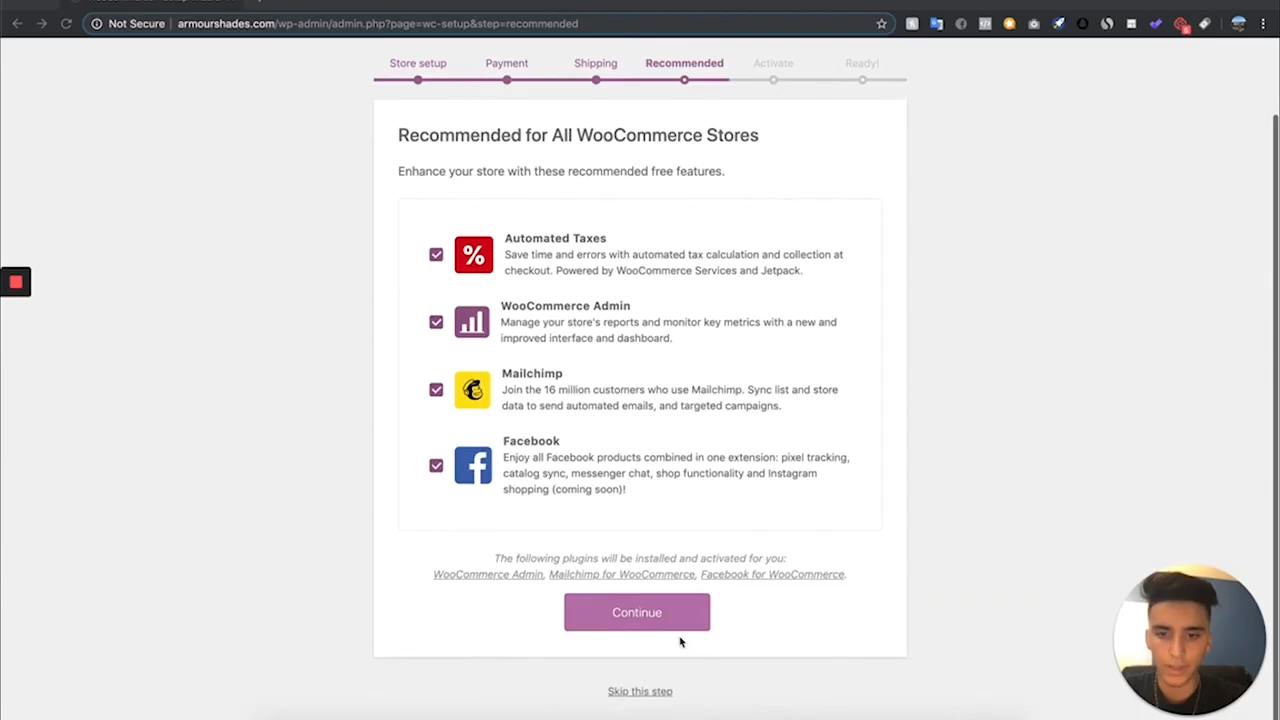 Not Secure armourshades.com/wp-admin/admin.php?page=wc-setup&step=recommended
Store setup Payment Shipping Recommended Activate Ready!
Recommended for All WooCommerce Stores
Enhance your store with these recommended free features.
Automated Taxes
% Save time and errors with automated tax calculation and collection at
checkout. Powered by WooCommerce Services and Jetpack.
WooCommerce Admin
Manage your store's reports and monitor key metrics with a new and
improved interface and dashboard.
Mailchimp
Join the 16 million customers who use Mailchimp. Sync list and store
data to send automated emails, and targeted campaigns.
Facebook
Enjoy all Facebook products combined in one extension: pixel tracking,
catalog sync, messenger chat, shop functionality and Instagram
shopping (coming soon)!
The following plugins will be installed and activated for you:
WooCommerce Admin, Mailchimp for WooCommerce, Facebook for WooCommerce.
Continue
Skip this step